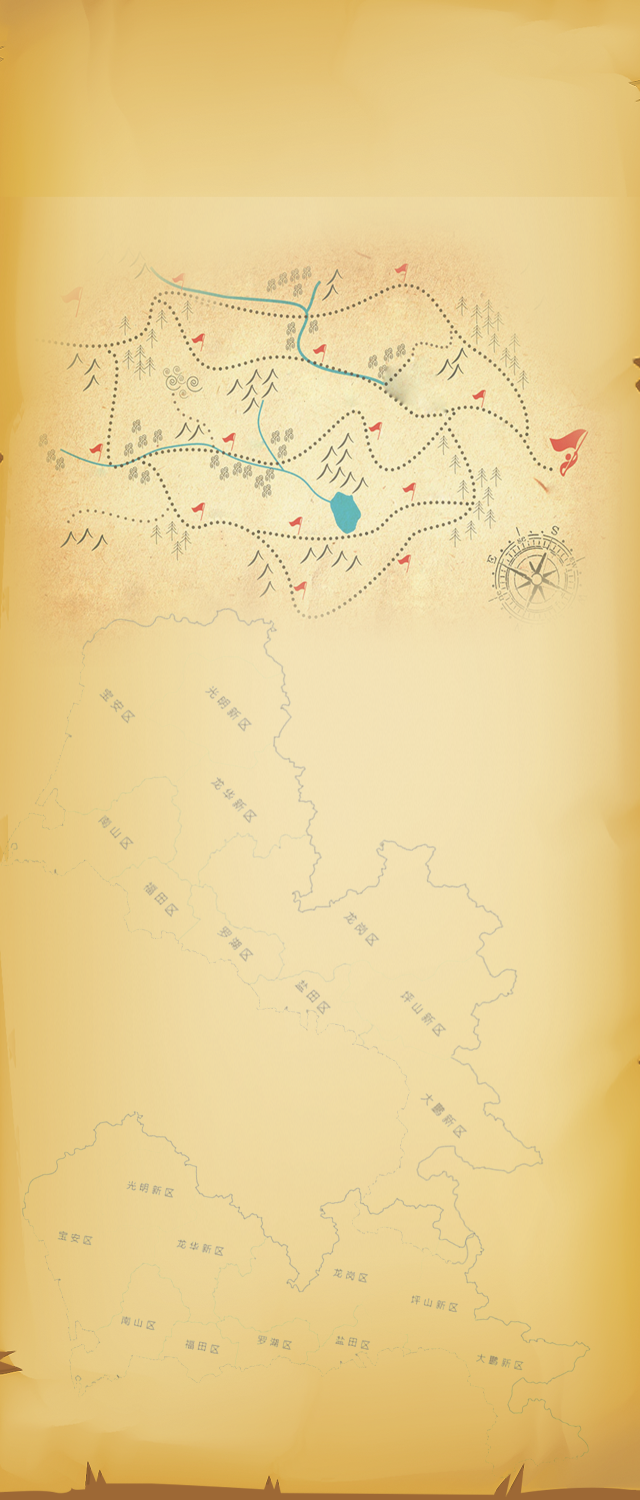 S
E
宝安区
光明新区
龙华新区
南山区
福田区
罗湖区
龙岗区
盐田区
坪山新区
大鹏新区
光明新区
宝安区
龙华新区
龙岗区
坪山新区
南山区
福田区
罗湖区
盐田区
大鹏新区